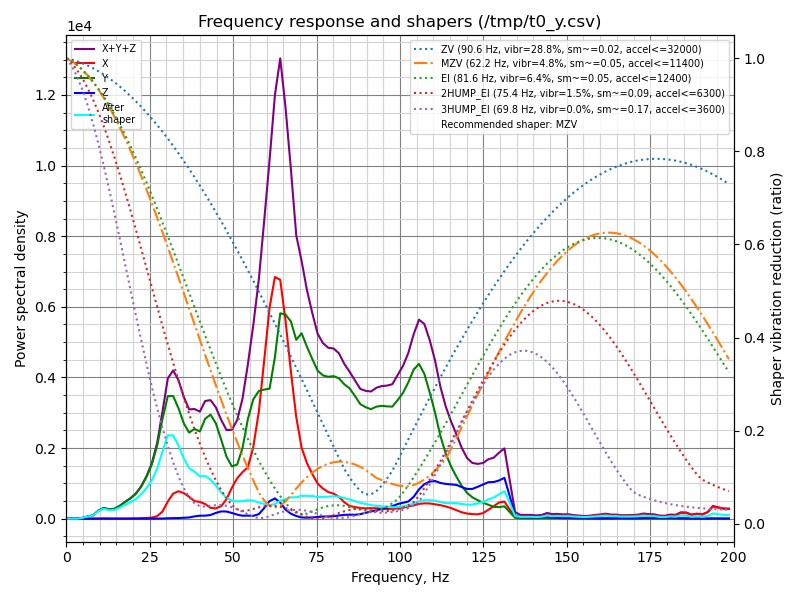 Frequency response and shapers (/tmp/t0_y.csv)
1e4
X+Y+Z
X
Y
Z
After
shaper
ZV (90.6 Hz, vibr=28.8%, sm~=0.02, accel<=32000)
MZV (62.2 Hz, vibr=4.8%, sm~=0.05, accel<=11400)
EI (81.6 Hz, vibr=6.4%, sm~=0.05, accel<=12400)
2HUMP_EI (75.4 Hz, vibr=1.5%, sm~=0.09, accel<=6300)
3HUMP_EI (69.8 Hz, vibr=0.0%, sm~=0.17, accel<=3600)
Recommended shaper: MZV
Power spectral density
1.2
1.0
0.8
0.6
0.4
0.2
0.0
Shaper vibration reduction (ratio)
1.0
0.8
0.6
0.4
0.2
0.0
0 25 50 75 100 125 150 175 200
Frequency, Hz